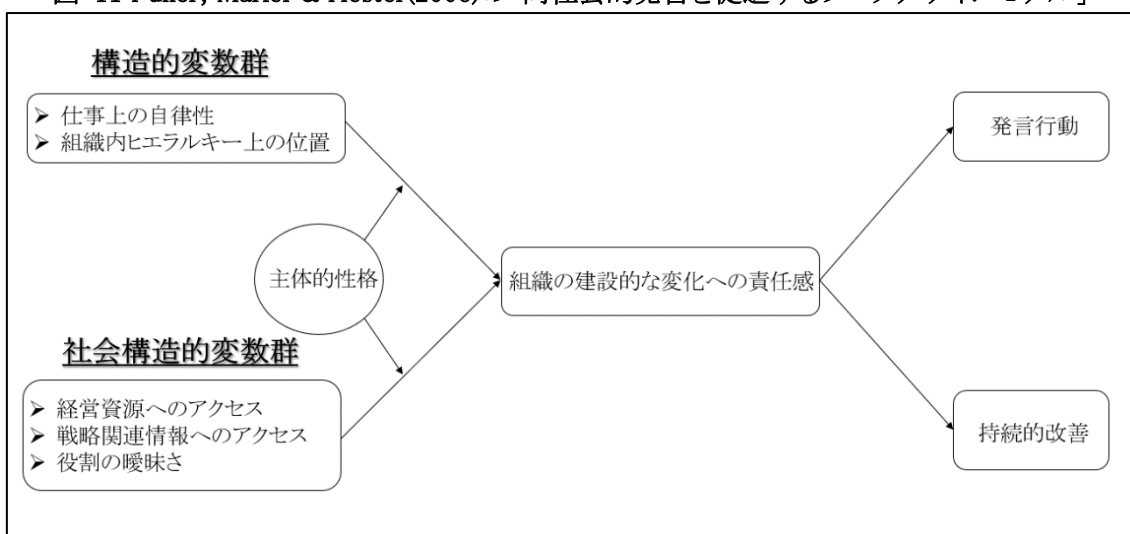 構造的変数群
➤ 仕事上の自律性
➤ 組織内ヒエラルキー上の位置
発言行動
主体的性格
組織の建設的な変化への責任感
社会構造的変数群
➤ 経営資源へのアクセス
➤ 戦略関連情報へのアクセス
➤ 役割の曖昧さ
持続的改善